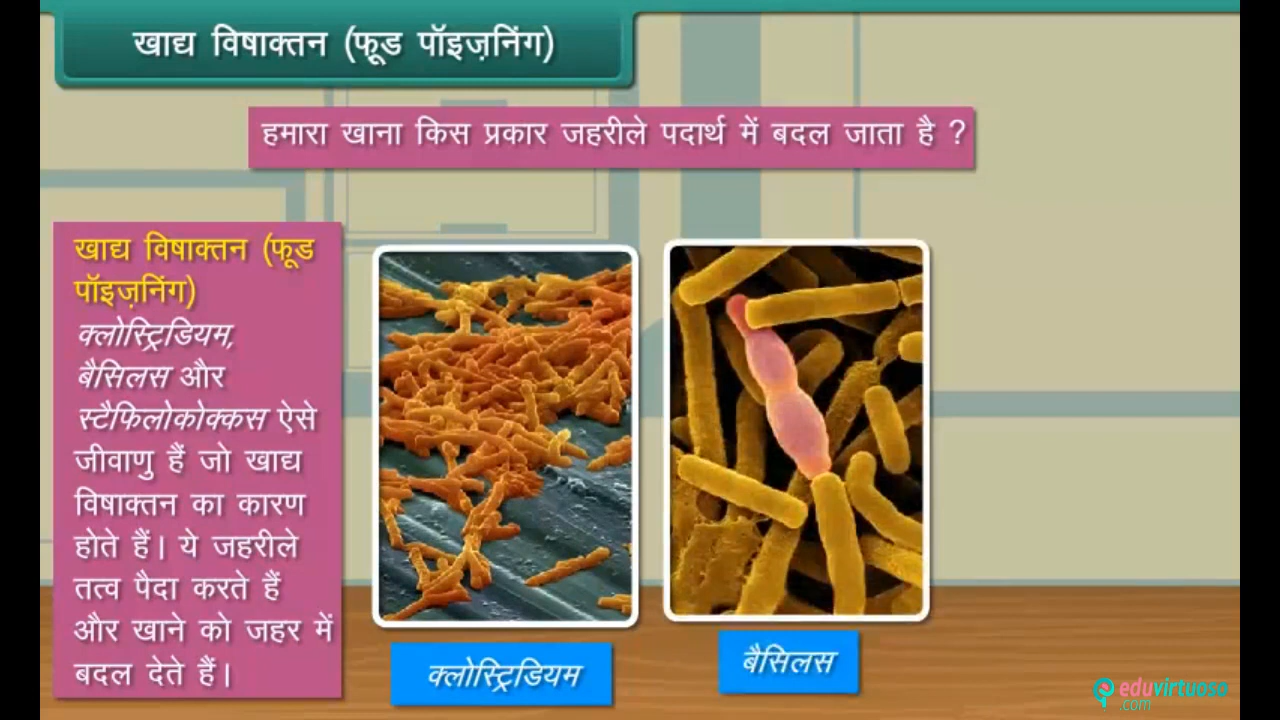 खाद्य विषाक्तन (फ़ूड पॉइज़निंग)
हमारा खाना किस प्रकार जहरीले पदार्थ में बदल जाता है ?
खाद्य विषाक्तन (फूड
पॉइज़निंग)
क्लोस्ट्रिडियम,
बैसिलस और
स्टैफिलोकोक्कस ऐसे
जीवाणु हैं जो खाद्य
विषाक्तन का कारण
होते हैं। ये जहरीले
तत्व पैदा करते हैं
और खाने को जहर में
बदल देते हैं।
क्लोस्ट्रिडियम
बैसिलस
eduvirtuoso
.com